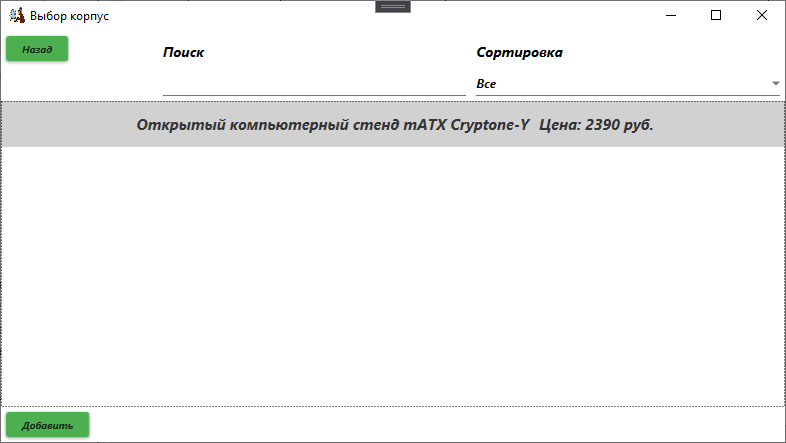 Выбор корпус
Назад
Поиск
Сортировка
Все
Открытый компьютерный стенд mATX Cryptone-Y Цена: 2390 руб.
Добавить